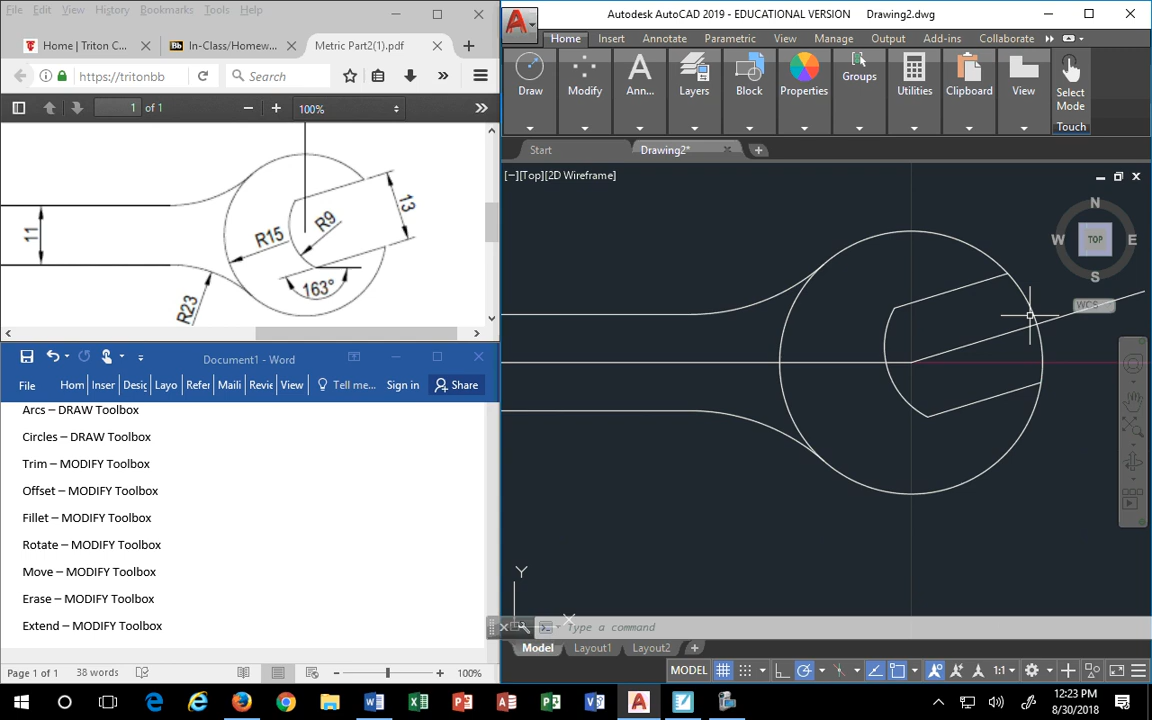 File View History Bookmarks Tools Help
Home | Triton C...
In-Class/Homew...
Metric Part2(1).pdf
https://tritonbb
Search
1 of 1
100%
11
R15
R9
13
163°
R23
Document1 - Word
File Hom Inser Desig Layo Refer Maili Revie View Tell me... Sign in Share
Arcs – DRAW Toolbox
Circles – DRAW Toolbox
Trim – MODIFY Toolbox
Offset – MODIFY Toolbox
Fillet – MODIFY Toolbox
Rotate – MODIFY Toolbox
Move – MODIFY Toolbox
Erase – MODIFY Toolbox
Extend – MODIFY Toolbox
Page 1 of 1 38 words 100%
Autodesk AutoCAD 2019 - EDUCATIONAL VERSION Drawing2.dwg
Home Insert Annotate Parametric View Manage Output Add-ins Collaborate
Draw Modify Ann... Layers Block Properties Groups Utilities Clipboard View Select Mode
Touch
Start Drawing2*
[−][Top][2D Wireframe]
N
W TOP E
S
WCS
Y
X
Type a command
Model Layout1 Layout2
MODEL 1:1
12:23 PM
8/30/2018